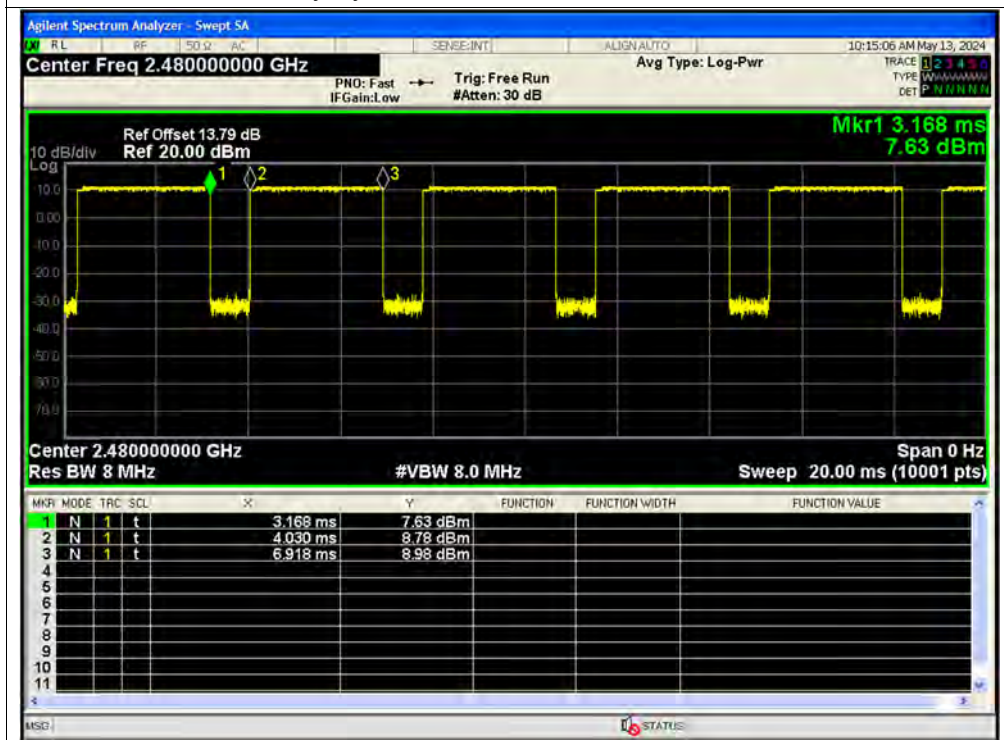 Agilent Spectrum Analyzer - Swept SA
RL RF 50 Ω AC SENSE:INT ALIGN AUTO 10:15:06 AM May 13, 2024
Center Freq 2.480000000 GHz Avg Type: Log-Pwr TRACE 1 2 3 4 5 6
PNO: Fast Trig: Free Run TYPE W
IFGain:Low #Atten: 30 dB DET P N N N N N
Mkr1 3.168 ms
Ref Offset 13.79 dB
10 dB/div Ref 20.00 dBm 7.63 dBm
Log
1 2 3
10.0
0.00
-10.0
-20.0
-30.0
-40.0
-50.0
-60.0
-70.0
Center 2.480000000 GHz Span 0 Hz
Res BW 8 MHz #VBW 8.0 MHz Sweep 20.00 ms (10001 pts)
MKR MODE TRC SCL X Y FUNCTION FUNCTION WIDTH FUNCTION VALUE
1 N 1 t 3.168 ms 7.63 dBm
2 N 1 t 4.030 ms 8.78 dBm
3 N 1 t 6.918 ms 8.98 dBm
4
5
6
7
8
9
10
11
MSG STATUS